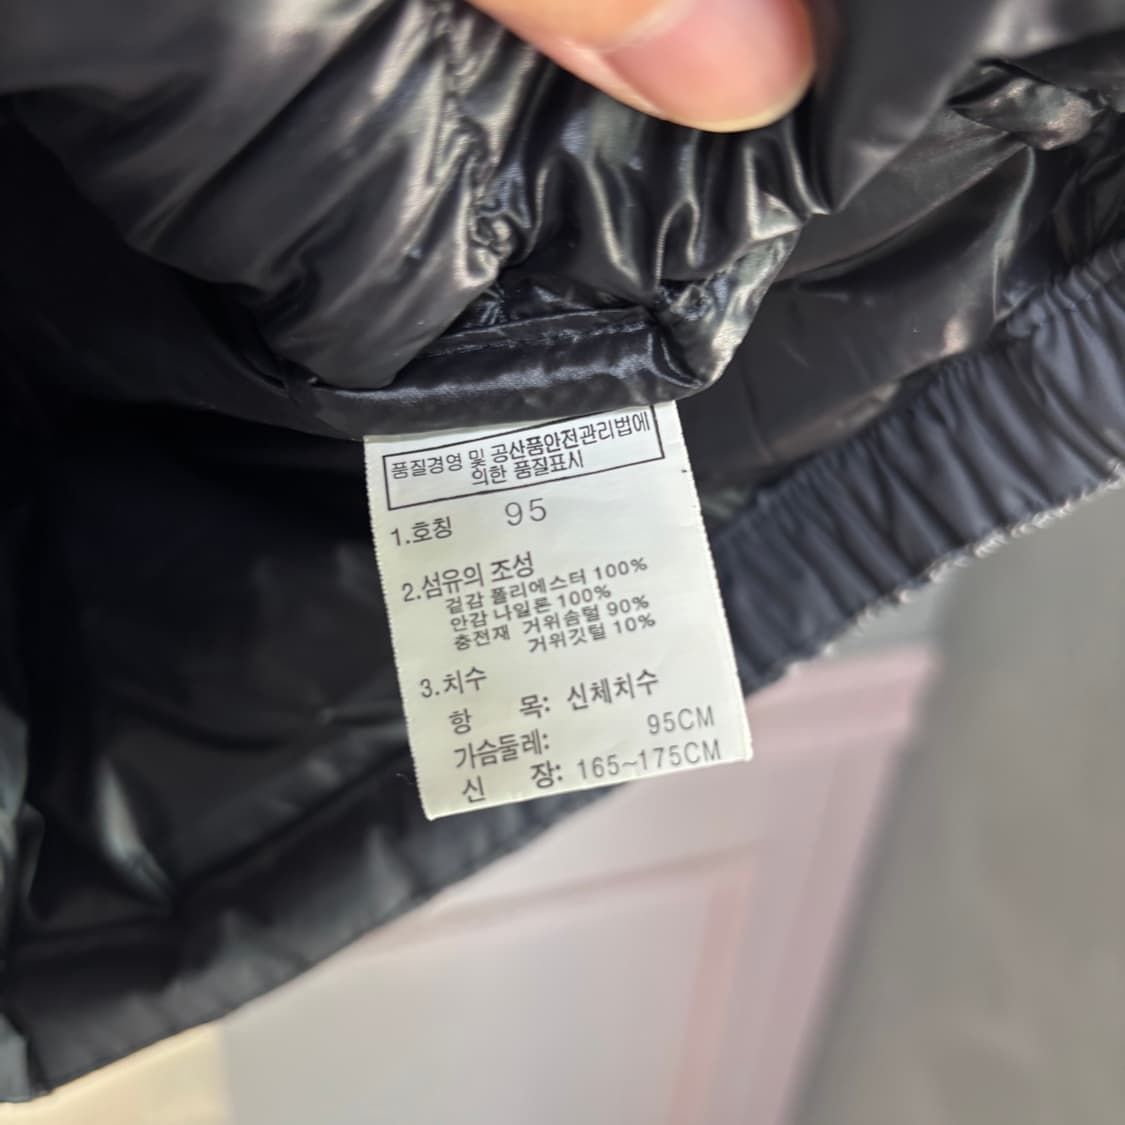 품질경영 및 공산품안전관리법에
의한 품질표시
1.호칭 95
2.섬유의 조성
겉감 폴리에스터 100%
안감 나일론 100%
충전재 거위솜털 90%
거위깃털 10%
3.치수
항 목: 신체치수
가슴둘레: 95CM
신 장: 165~175CM